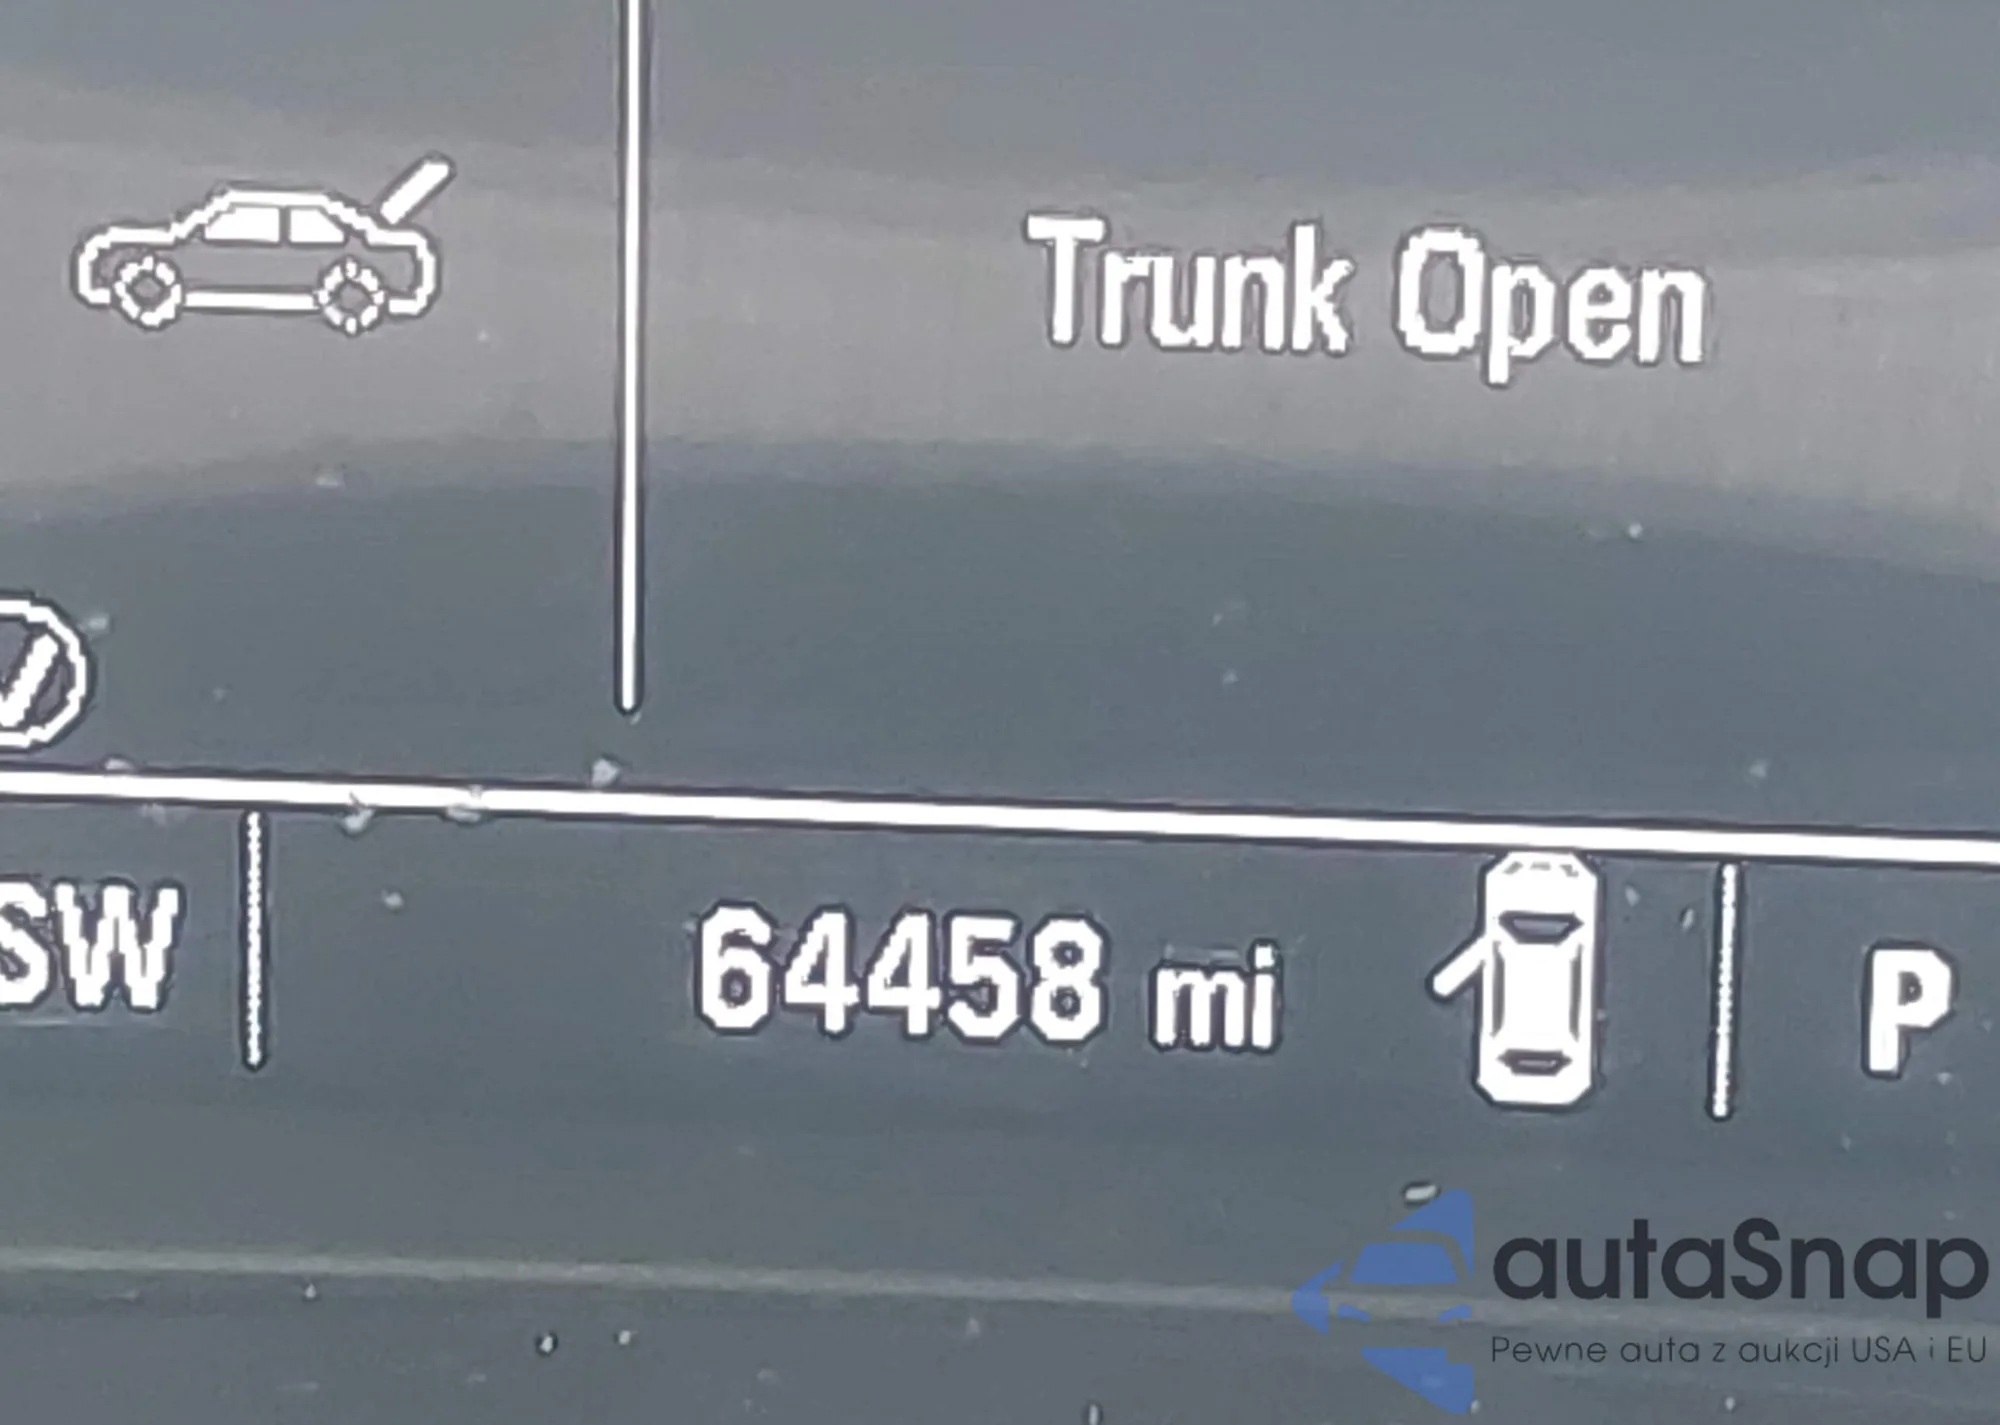 Trunk Open
SW
64458 mi
P
autaSnap
Pewne auta z aukcji USA i EU